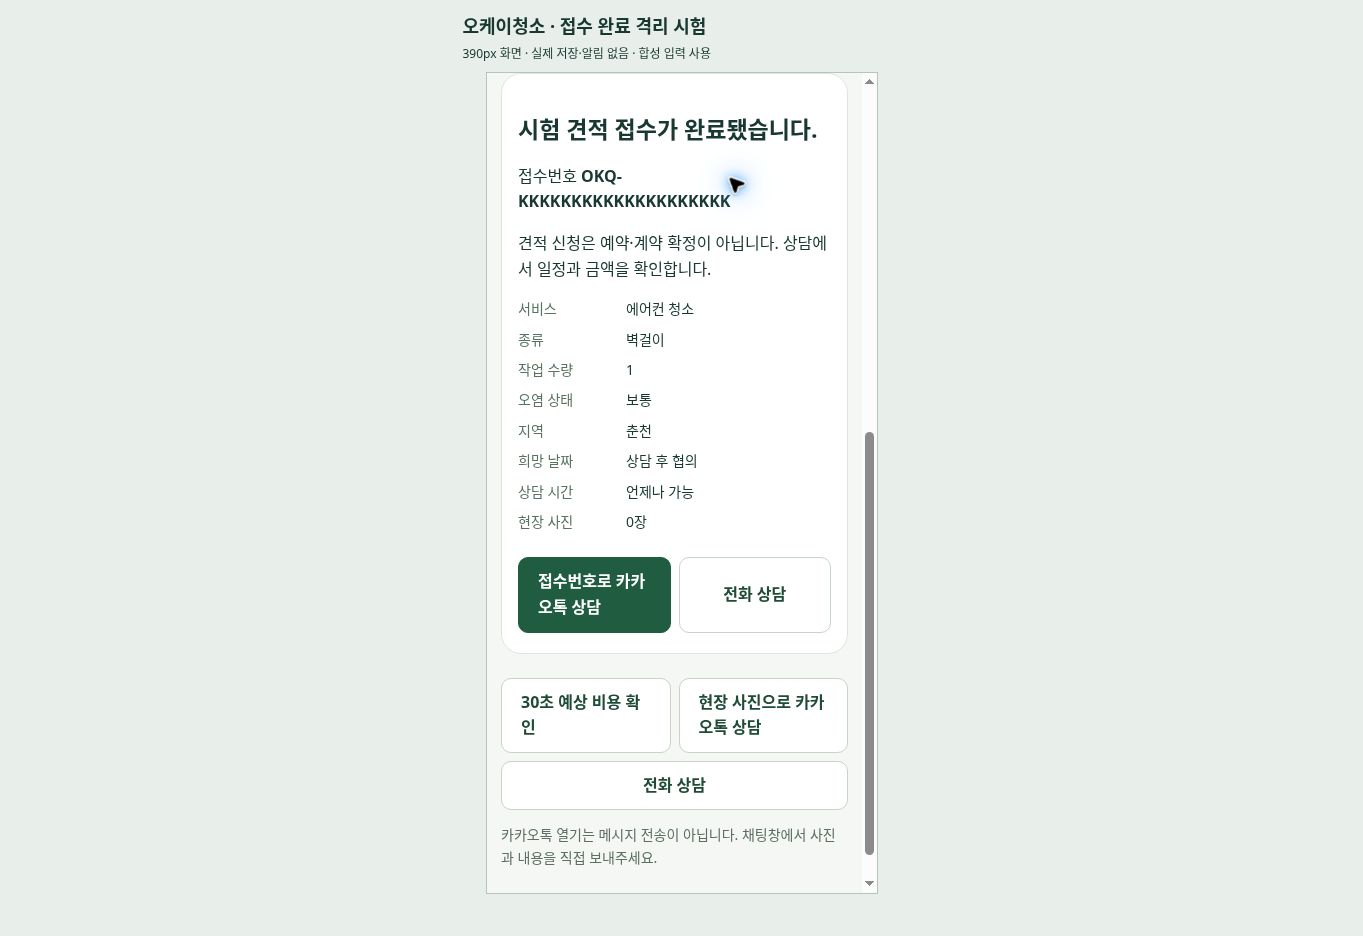 오케이청소 · 접수 완료 격리 시험
390px 화면 · 실제 저장·알림 없음 · 합성 입력 사용
시험 견적 접수가 완료됐습니다.
접수번호 OKQ-
KKKKKKKKKKKKKKKKKKKK
견적 신청은 예약·계약 확정이 아닙니다. 상담에
서 일정과 금액을 확인합니다.
서비스 에어컨 청소
종류 벽걸이
작업 수량 1
오염 상태 보통
지역 춘천
희망 날짜 상담 후 협의
상담 시간 언제나 가능
현장 사진 0장
접수번호로 카카
오톡 상담
전화 상담
30초 예상 비용 확
인
현장 사진으로 카카
오톡 상담
전화 상담
카카오톡 열기는 메시지 전송이 아닙니다. 채팅창에서 사진
과 내용을 직접 보내주세요.